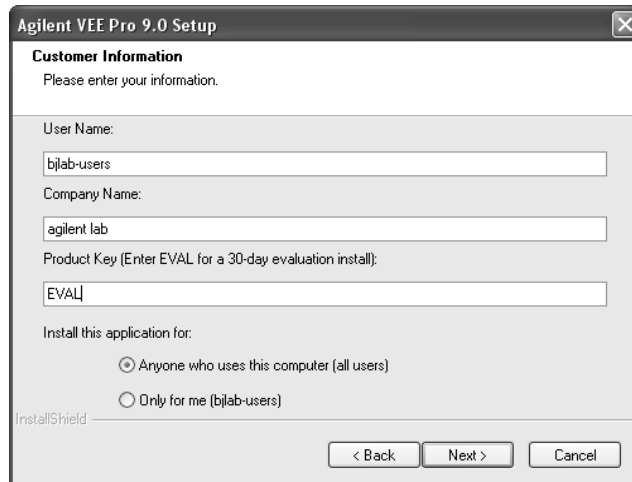 Agilent VEE Pro 9.0 Setup
Customer Information
Please enter your information.
User Name:
bjlab-users
Company Name:
agilent lab
Product Key (Enter EVAL for a 30-day evaluation install):
EVAL
Install this application for:
Anyone who uses this computer (all users)
Only for me (bjlab-users)
InstallShield
< Back Next > Cancel